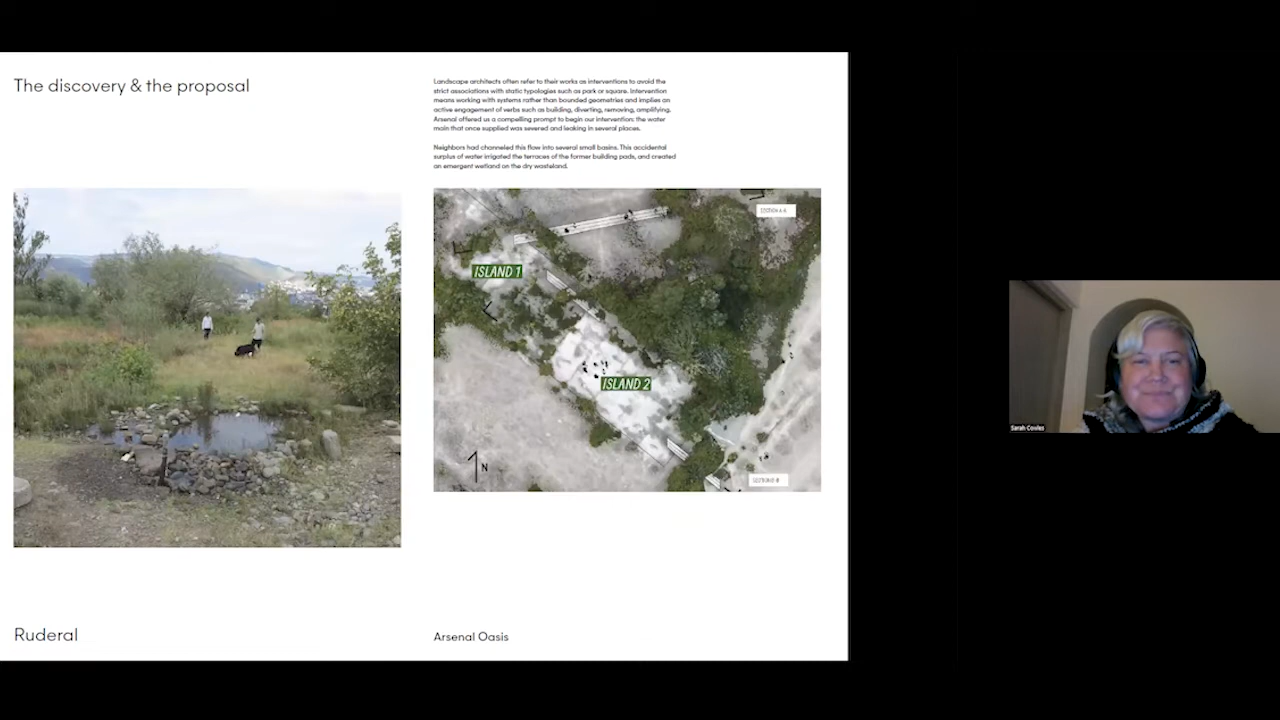 The discovery & the proposal
Landscape architects often refer to their works as interventions to avoid the
strict associations with static typologies such as park or square. Intervention
means working with systems rather than bounded geometries and implies an
active engagement of verbs such as building, diverting, removing, amplifying.
Arsenal offered us a compelling prompt to begin our intervention: the water
main that once supplied was severed and leaking in several places.
Neighbors had channeled this flow into several small basins. This accidental
surplus of water irrigated the terraces of the former building pads, and created
an emergent wetland on the dry wasteland.
SECTION A-A
ISLAND 1
ISLAND 2
N
Sarah Cowles
Ruderal
Arsenal Oasis